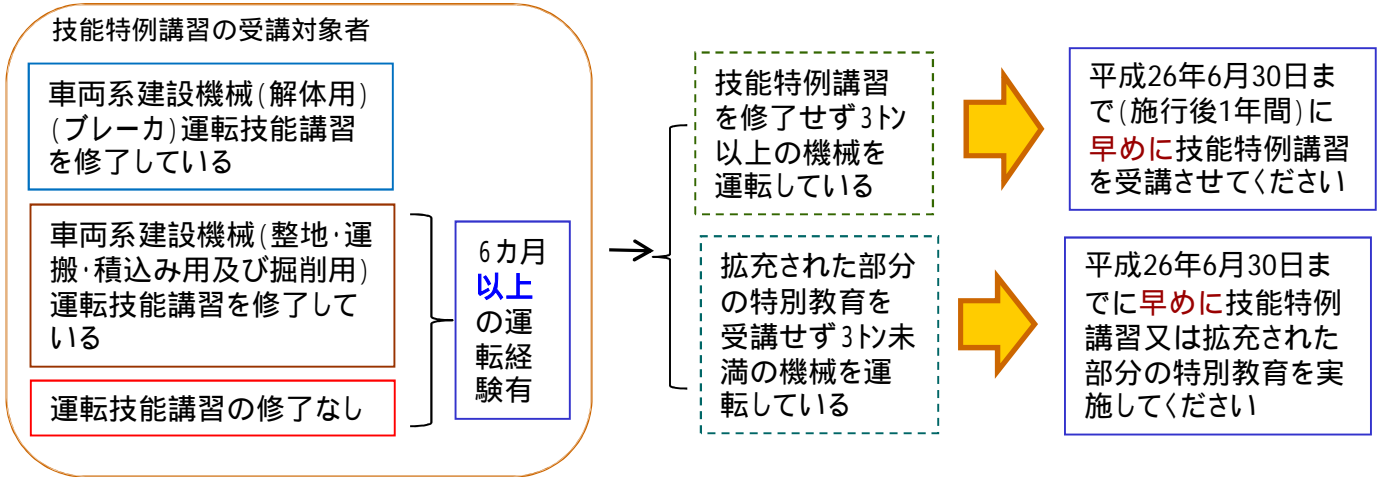 技能特例講習の受講対象者
車両系建設機械(解体用)
(ブレーカ)運転技能講習
を修了している
車両系建設機械(整地・運
搬・積込み用及び掘削用)
運転技能講習を修了して
いる
運転技能講習の修了なし
6カ月
以上
の運
転経
験有
技能特例講習
を修了せず3トン
以上の機械を
運転している
拡充された部分
の特別教育を
受講せず3トン未
満の機械を運
転している
平成26年6月30日ま
で(施行後1年間)に
早めに技能特例講習
を受講させてください
平成26年6月30日ま
でに早めに技能特例
講習又は拡充された
部分の特別教育を実
施してください